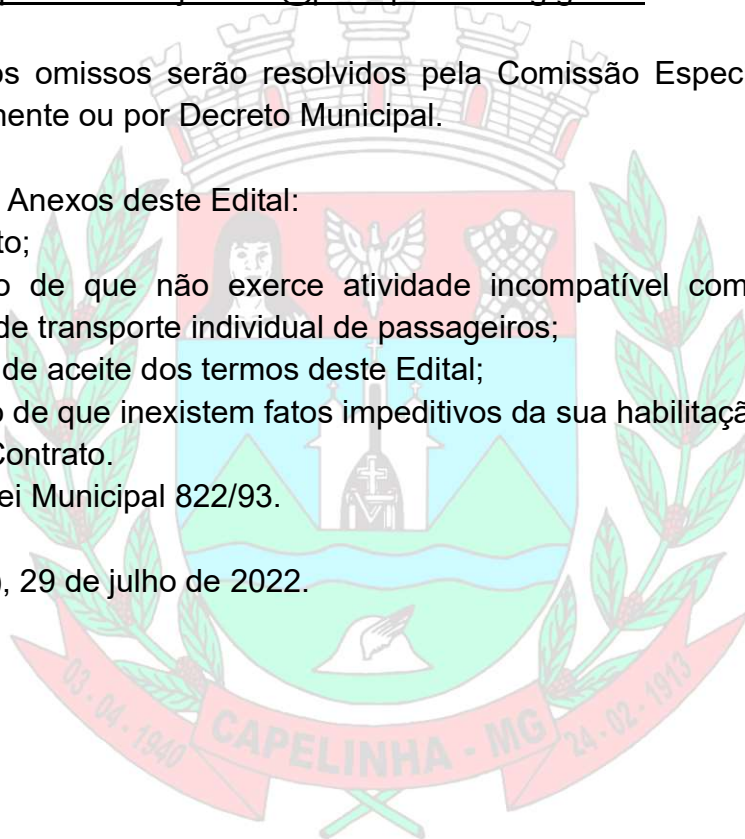 os omissos serão resolvidos pela Comissão Espec
nente ou por Decreto Municipal.
Anexos deste Edital:
to;
o de que não exerce atividade incompatível com
de transporte individual de passageiros;
de aceite dos termos deste Edital;
o de que inexistem fatos impeditivos da sua habilitaçã
Contrato.
ei Municipal 822/93.
, 29 de julho de 2022.
03-04-1940 CAPELINHA - MG 24-02-1913